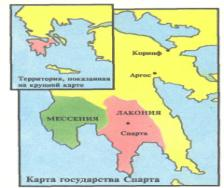 Территория, показанная
на крупной карте
Коринф
Аргос
МЕССЕНИЯ
ЛАКОНИЯ
Спарта
Карта государства Спарта